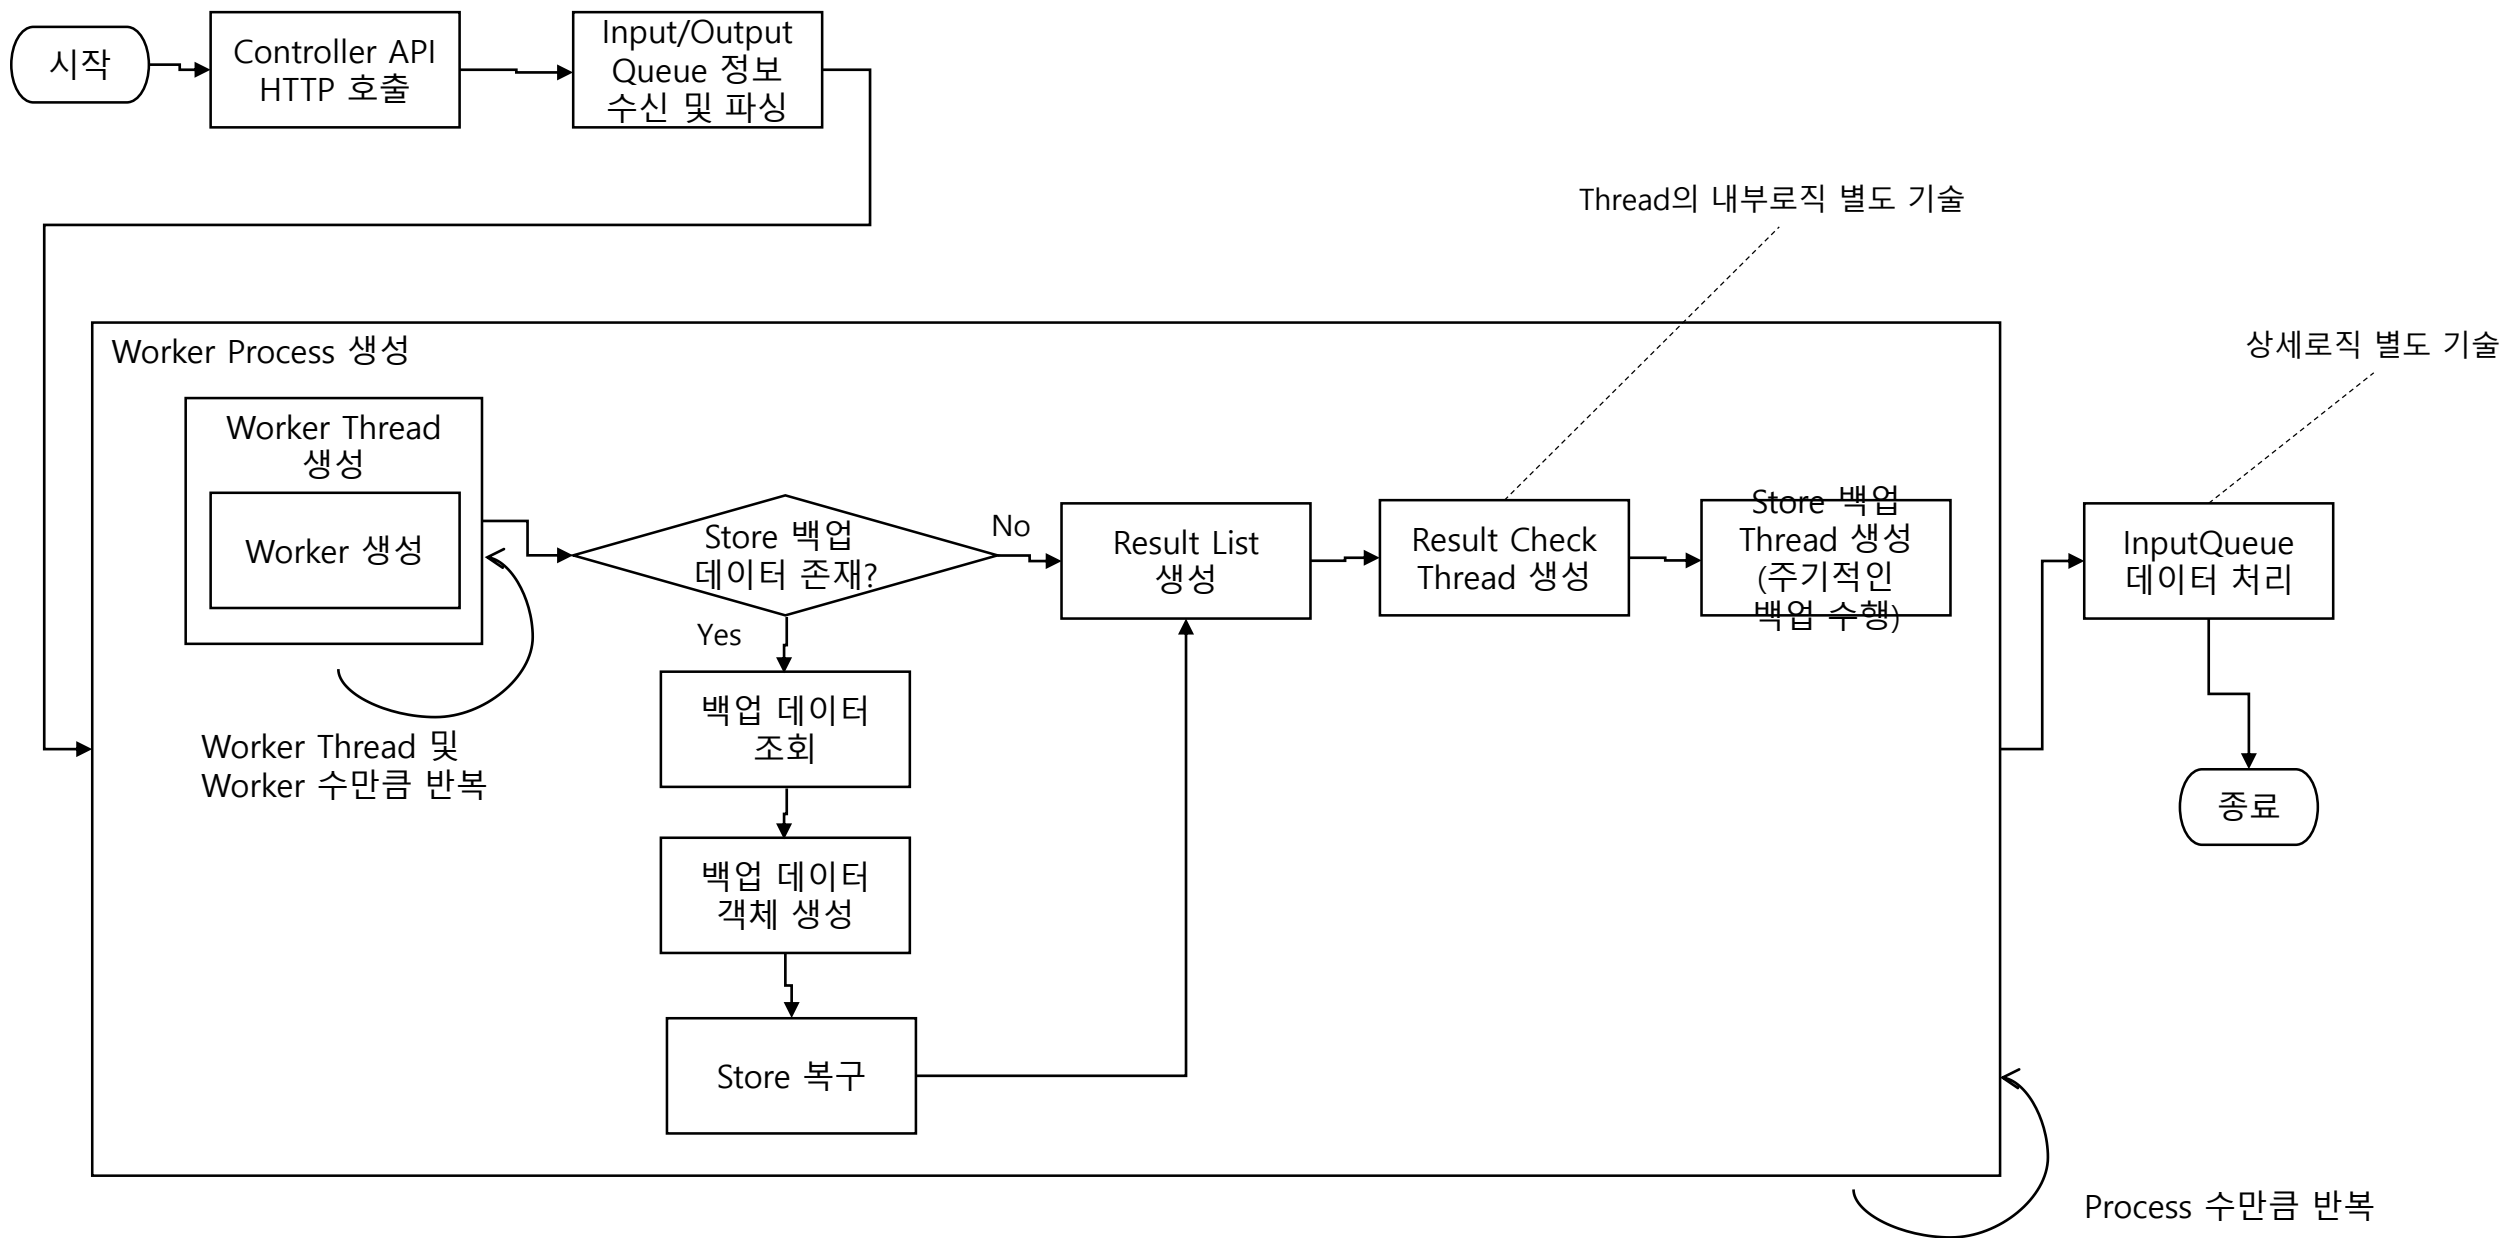 시작
Controller API
HTTP 호출
Input/Output
Queue 정보
수신 및 파싱
Thread의 내부로직 별도 기술
상세로직 별도 기술
Worker Process 생성
Worker Thread
생성
Worker 생성
Worker Thread 및
Worker 수만큼 반복
Store 백업
데이터 존재?
No
Yes
백업 데이터
조회
백업 데이터
객체 생성
Store 복구
Result List
생성
Result Check
Thread 생성
Store 백업
Thread 생성
(주기적인
백업 수행)
InputQueue
데이터 처리
종료
Process 수만큼 반복